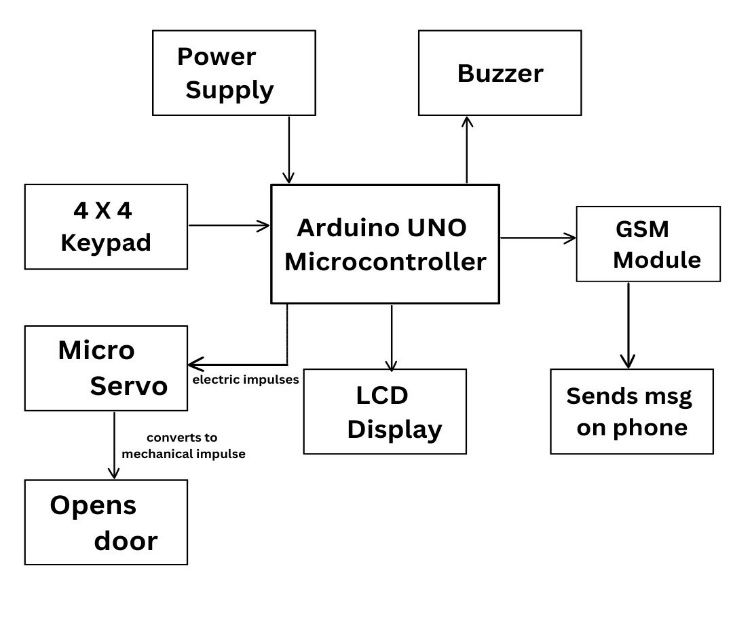 Power
Supply
Buzzer
4 X 4
Keypad
Arduino UNO
Microcontroller
GSM
Module
Micro
Servo
electric impulses
LCD
Display
Sends msg
on phone
converts to
mechanical impulse
Opens
door